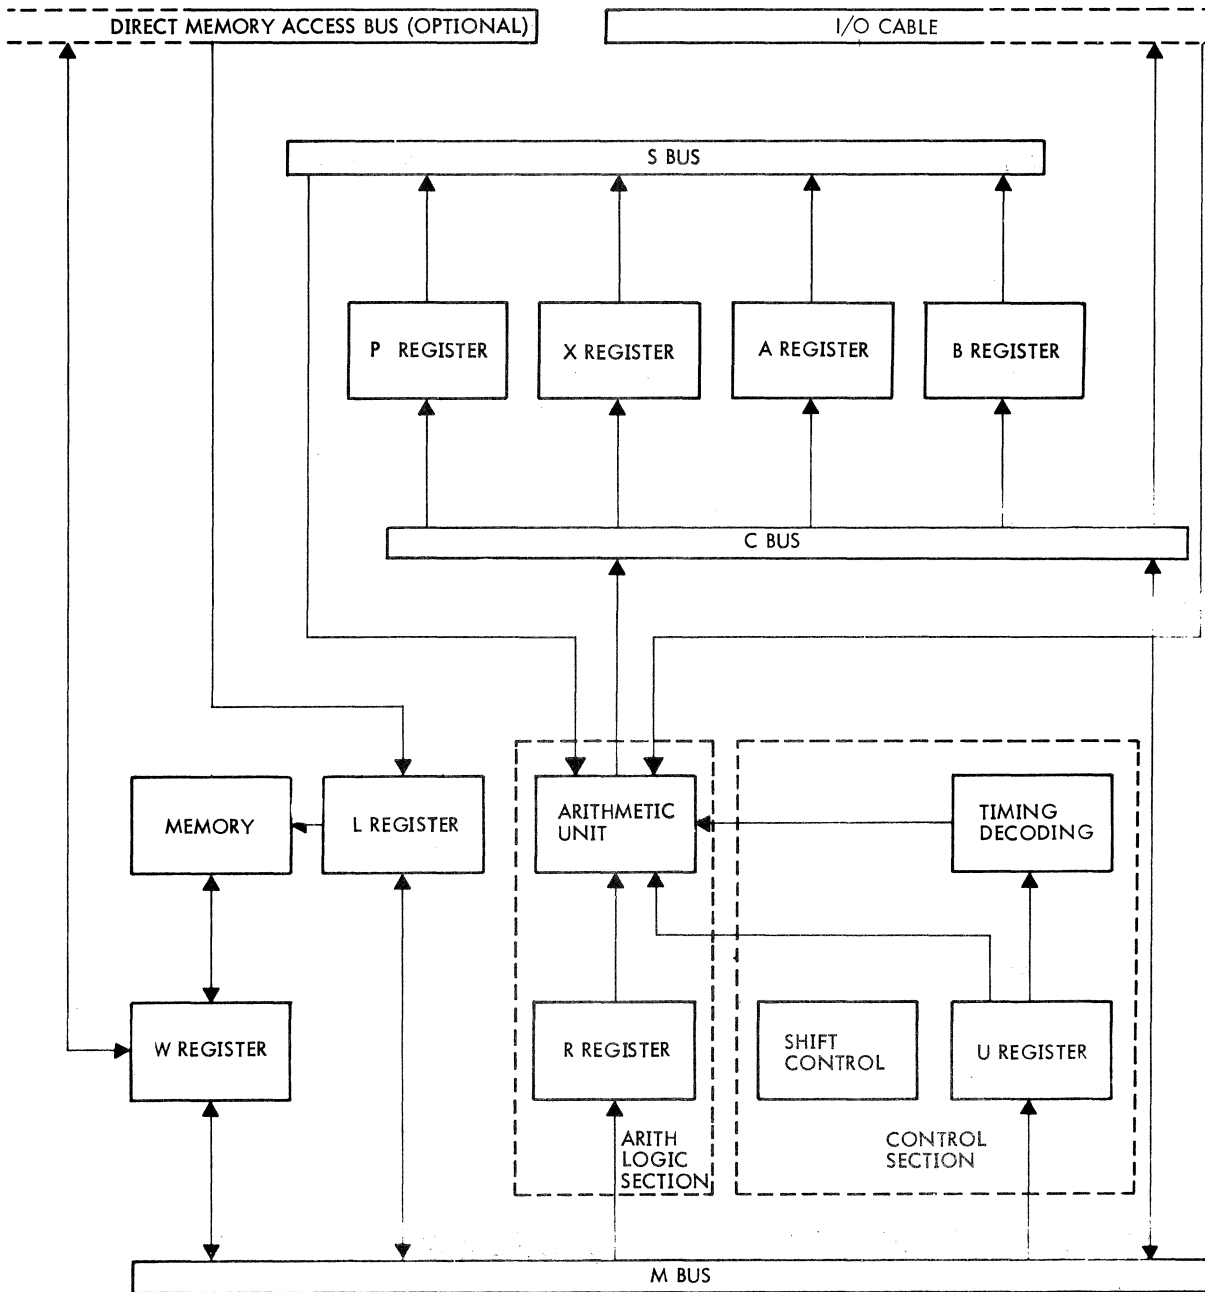 DIRECT MEMORY ACCESS BUS (OPTIONAL)
I/O CABLE
S BUS
P REGISTER
X REGISTER
A REGISTER
B REGISTER
C BUS
MEMORY
L REGISTER
ARITHMETIC
UNIT
TIMING
DECODING
W REGISTER
R REGISTER
SHIFT
CONTROL
U REGISTER
ARITH
LOGIC
SECTION
CONTROL
SECTION
M BUS